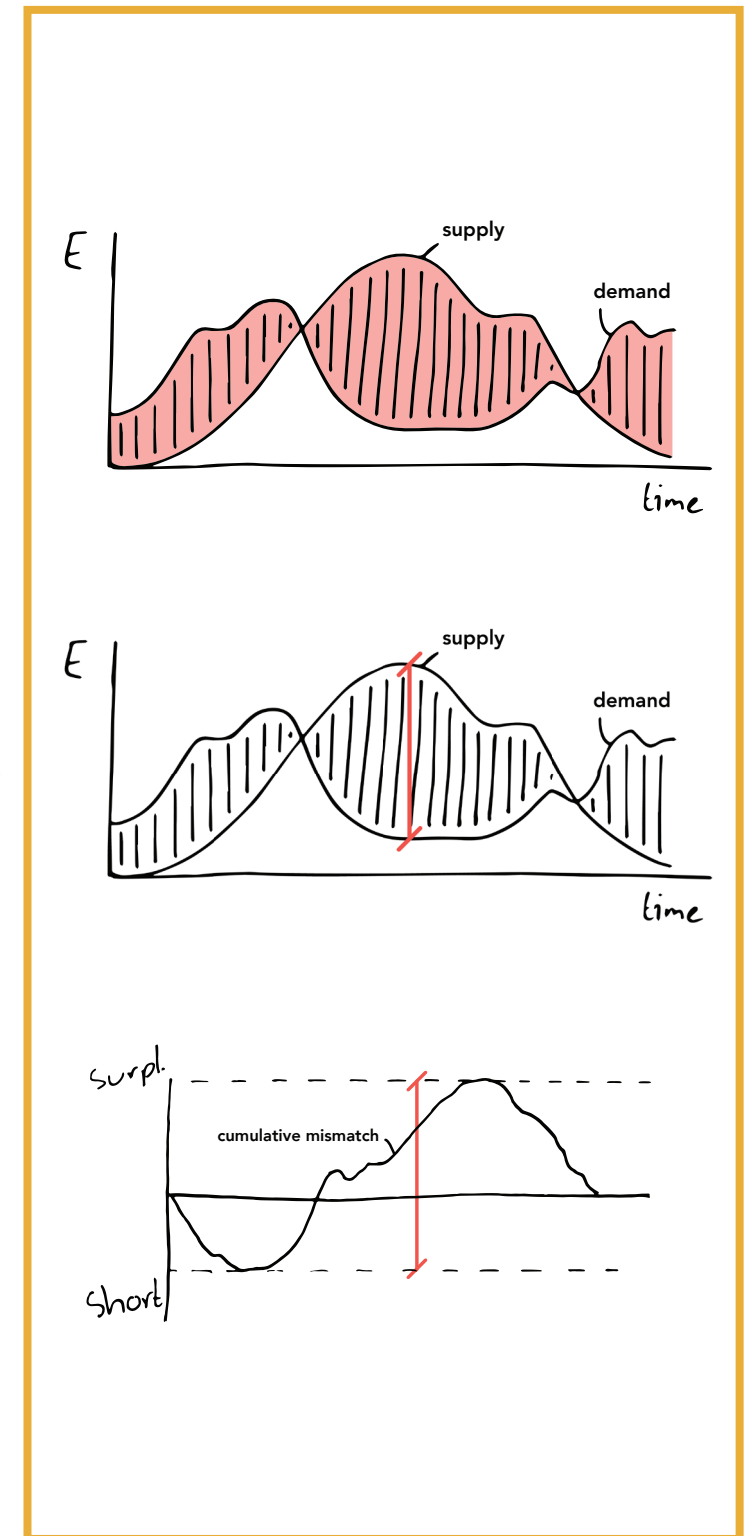 E
supply
demand
time
E
supply
demand
time
surpl.
cumulative mismatch
short